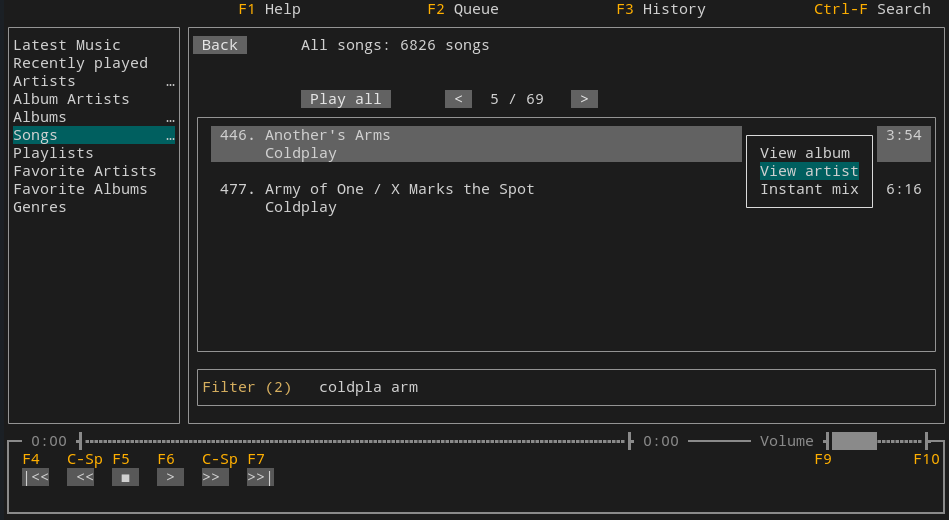 F1 Help F2 Queue F3 History Ctrl-F Search
Latest Music
Recently played
Artists …
Album Artists
Albums …
Songs …
Playlists
Favorite Artists
Favorite Albums
Genres
Back All songs: 6826 songs
Play all < 5 / 69 >
446. Another's Arms 3:54
Coldplay
477. Army of One / X Marks the Spot 6:16
Coldplay
View album
View artist
Instant mix
Filter (2) coldpla arm
0:00 0:00 Volume
F4 C-Sp F5 F6 C-Sp F7 F9 F10
|<< << ■ > >> >>|